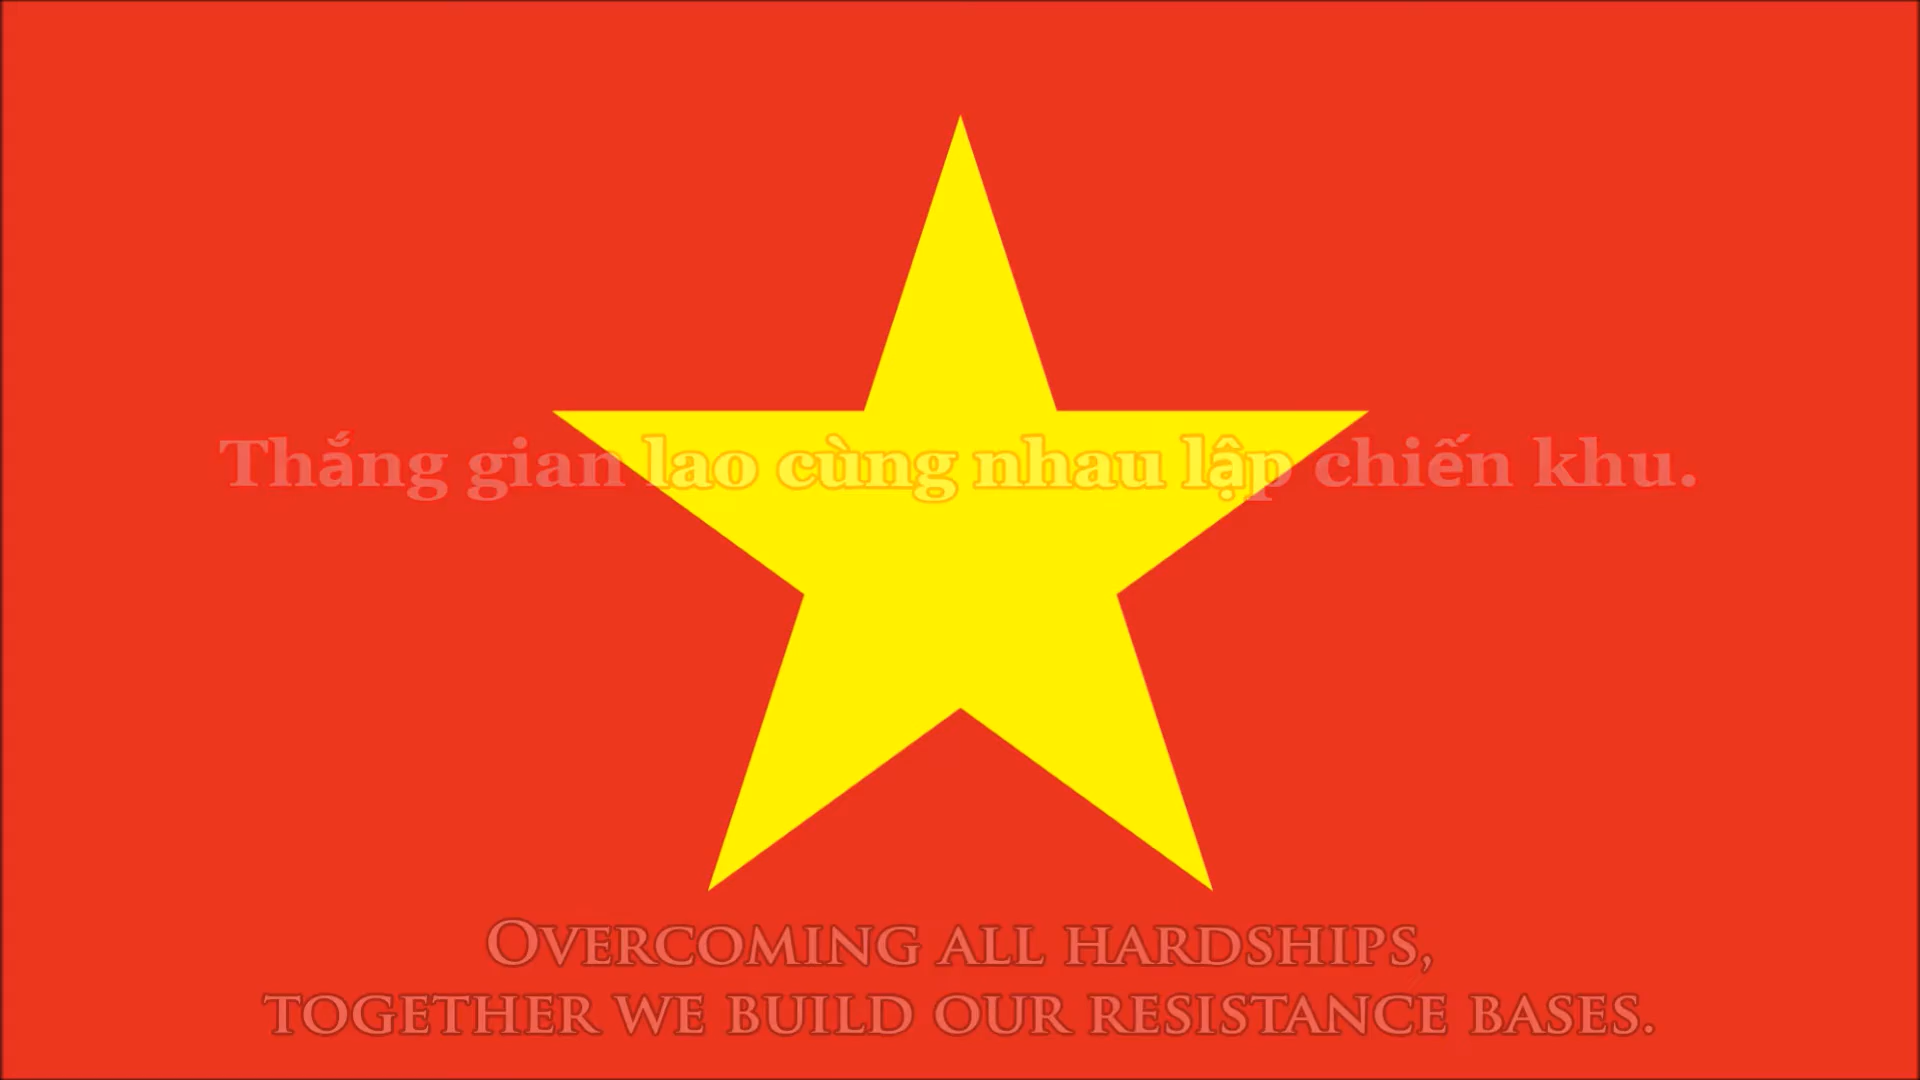 Thắng gian lao cùng nhau lập chiến khu.
Overcoming all hardships,
together we build our resistance bases.